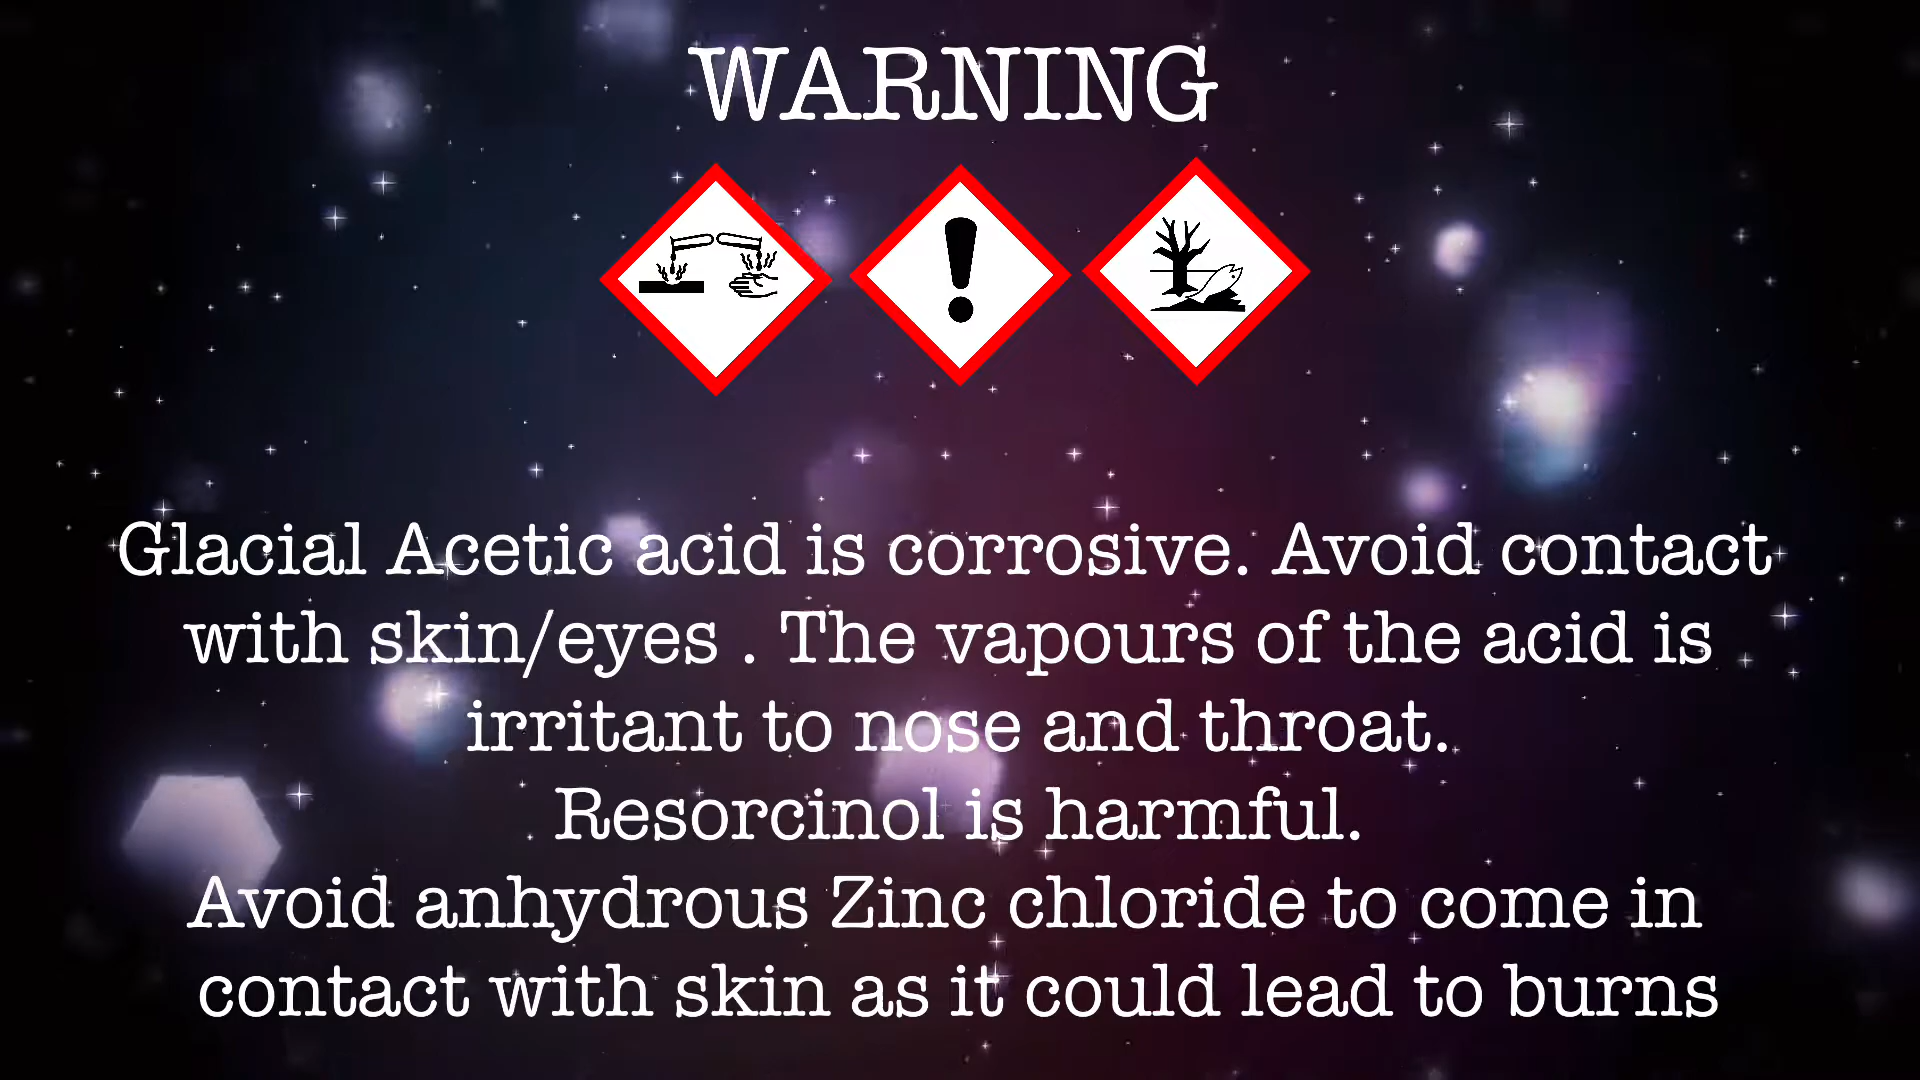 WARNING
Glacial Acetic acid is corrosive. Avoid contact
with skin/eyes . The vapours of the acid is
irritant to nose and throat.
Resorcinol is harmful.
Avoid anhydrous Zinc chloride to come in
contact with skin as it could lead to burns